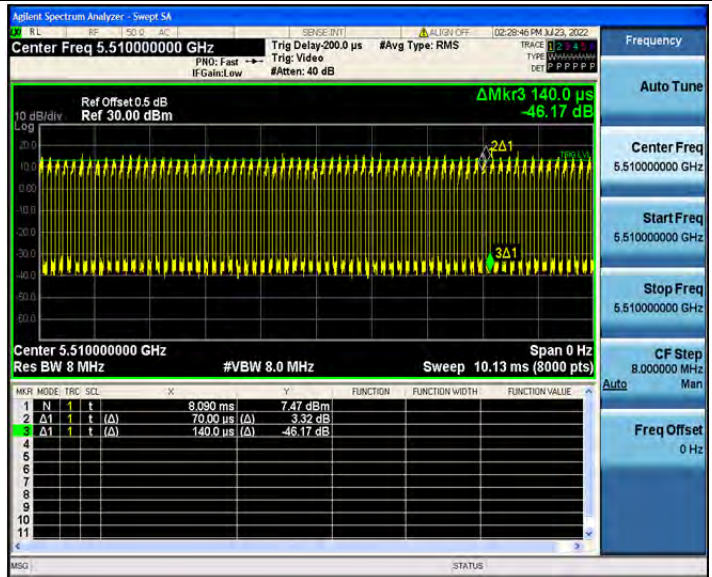 Agilent Spectrum Analyzer - Swept SA
RL RF 50 Ω AC SENSE:INT ALIGN OFF 02:28:46 PM Jul 23, 2022
Center Freq 5.510000000 GHz
PNO: Fast
IFGain:Low
Trig Delay-200.0 µs
Trig: Video
#Atten: 40 dB
#Avg Type: RMS
TRACE 1 2 3 4 5 6
TYPE
DET P P P P P P
Frequency
Ref Offset 0.5 dB
10 dB/div Ref 30.00 dBm
Log
ΔMkr3 140.0 µs
-46.17 dB
20.0
10.0
0.00
-10.0
-20.0
-30.0
-40.0
-50.0
2Δ1
TRIG LVL
3Δ1
Center 5.510000000 GHz Span 0 Hz
Res BW 8 MHz #VBW 8.0 MHz Sweep 10.13 ms (8000 pts)
MKR MODE TRC SCL X Y FUNCTION FUNCTION WIDTH FUNCTION VALUE
1 N 1 t 8.090 ms 7.47 dBm
2 Δ1 1 t (Δ) 70.00 µs (Δ) 3.32 dB
3 Δ1 1 t (Δ) 140.0 µs (Δ) -46.17 dB
4
5
6
7
8
9
10
11
MSG STATUS
Auto Tune
Center Freq
5.510000000 GHz
Start Freq
5.510000000 GHz
Stop Freq
5.510000000 GHz
CF Step
8.000000 MHz
Auto Man
Freq Offset
0 Hz